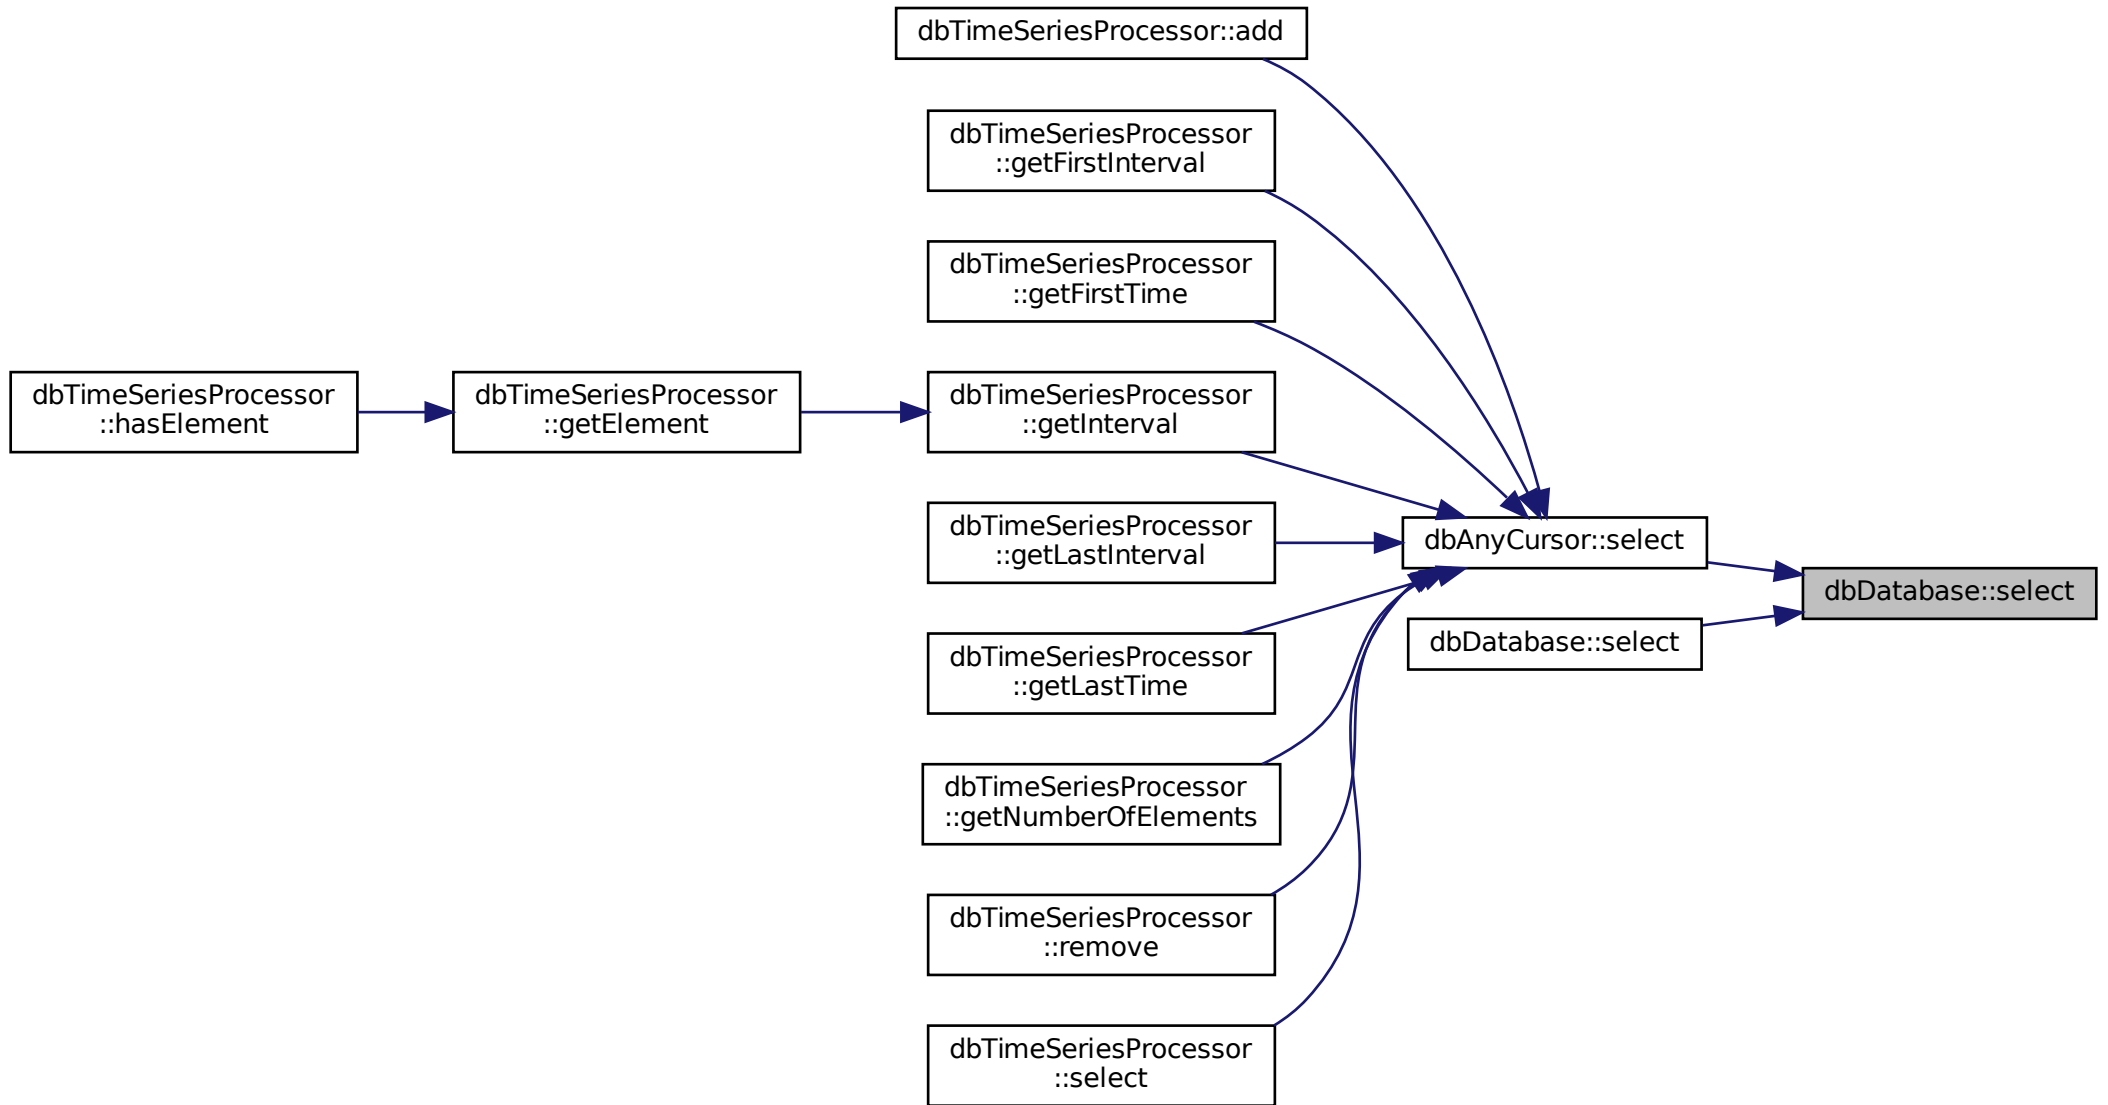 dbTimeSeriesProcessor::add
dbTimeSeriesProcessor
::getFirstInterval
dbTimeSeriesProcessor
::getFirstTime
dbTimeSeriesProcessor
::hasElement
dbTimeSeriesProcessor
::getElement
dbTimeSeriesProcessor
::getInterval
dbTimeSeriesProcessor
::getLastInterval
dbAnyCursor::select
dbDatabase::select
dbDatabase::select
dbTimeSeriesProcessor
::getLastTime
dbTimeSeriesProcessor
::getNumberOfElements
dbTimeSeriesProcessor
::remove
dbTimeSeriesProcessor
::select